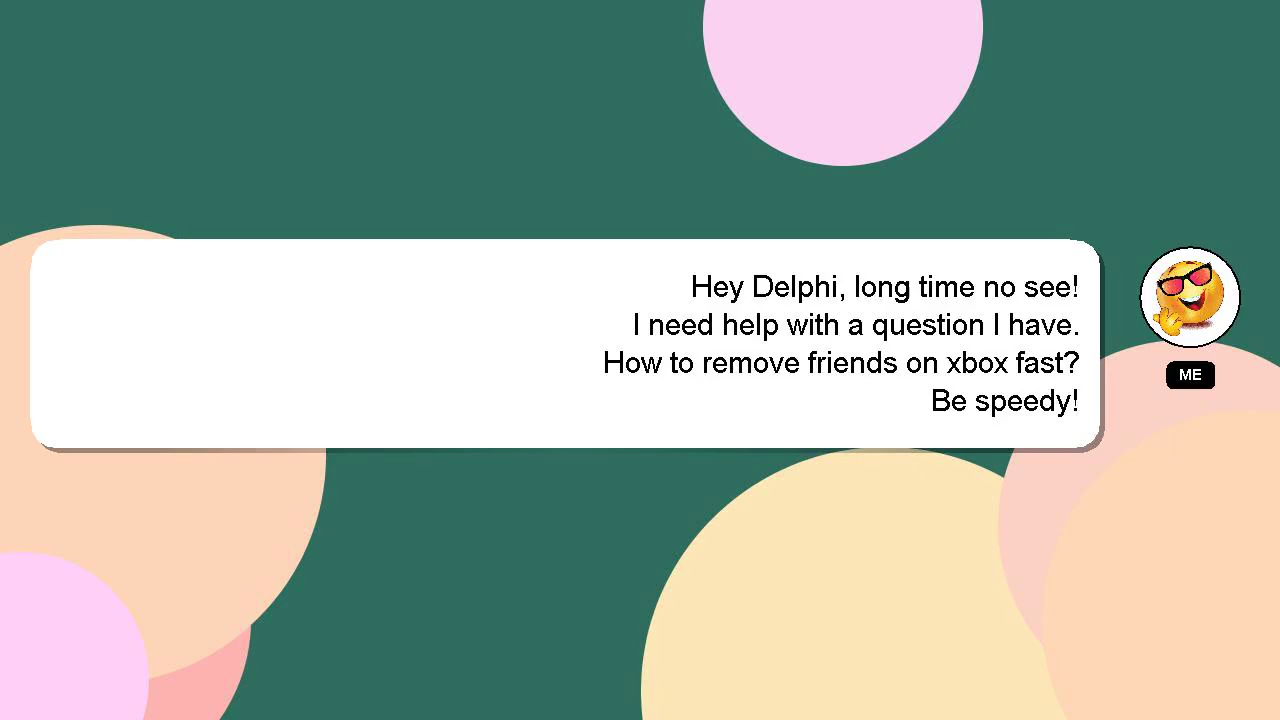 Hey Delphi, long time no see!
I need help with a question I have.
How to remove friends on xbox fast?
Be speedy!
ME